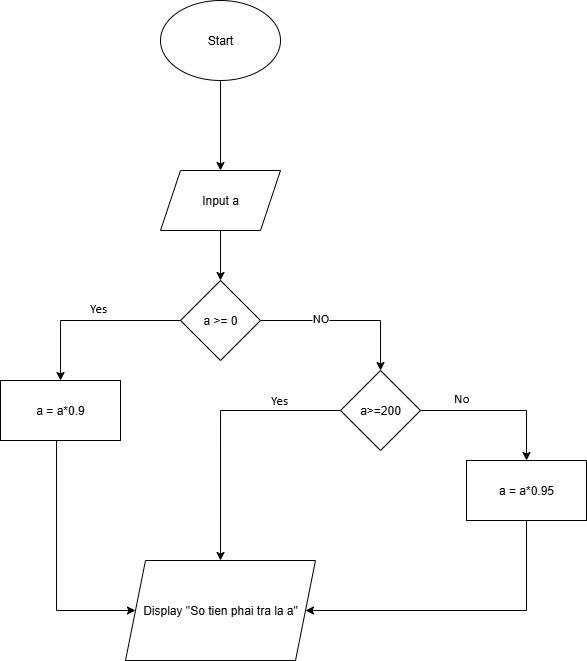 Start
Input a
a >= 0
Yes
NO
a = a*0.9
a>=200
Yes
No
a = a*0.95
Display "So tien phai tra la a"